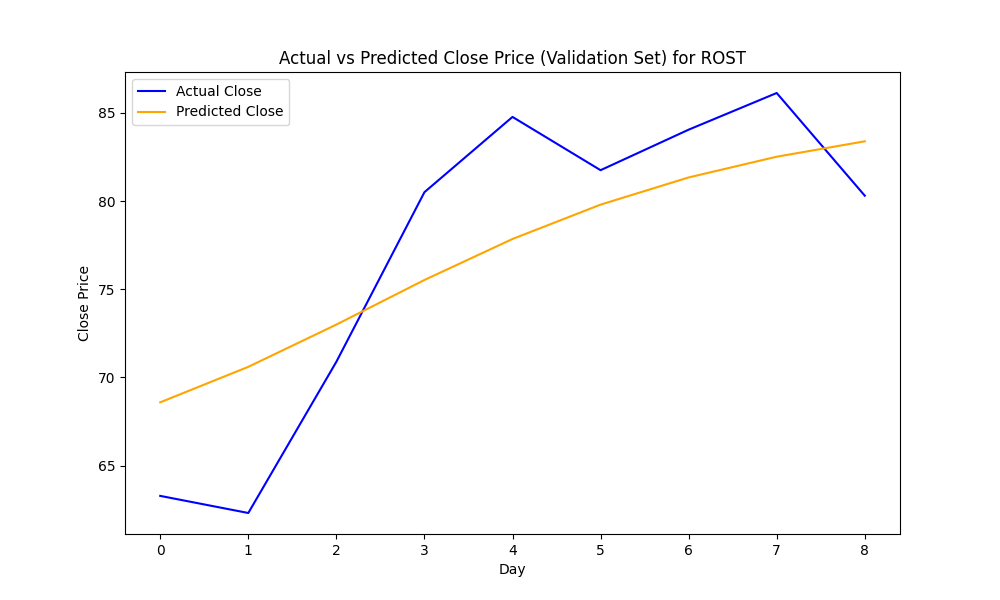 Actual vs Predicted Close Price (Validation Set) for ROST
Actual Close
Predicted Close
Close Price
85
80
75
70
65
0 1 2 3 4 5 6 7 8
Day